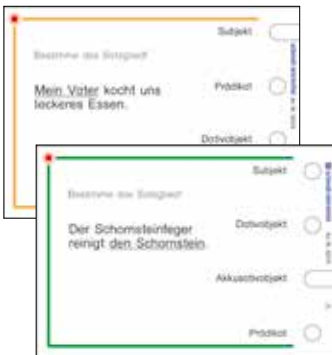 Subjekt
Bestimme das Satzglied!
Mein Vater kocht uns
leckeres Essen.
Prädikat
Dativobjekt
Subjekt
Bestimme das Satzglied!
Der Schornsteinfeger
reinigt den Schornstein.
Dativobjekt
Akkusativobjekt
Prädikat